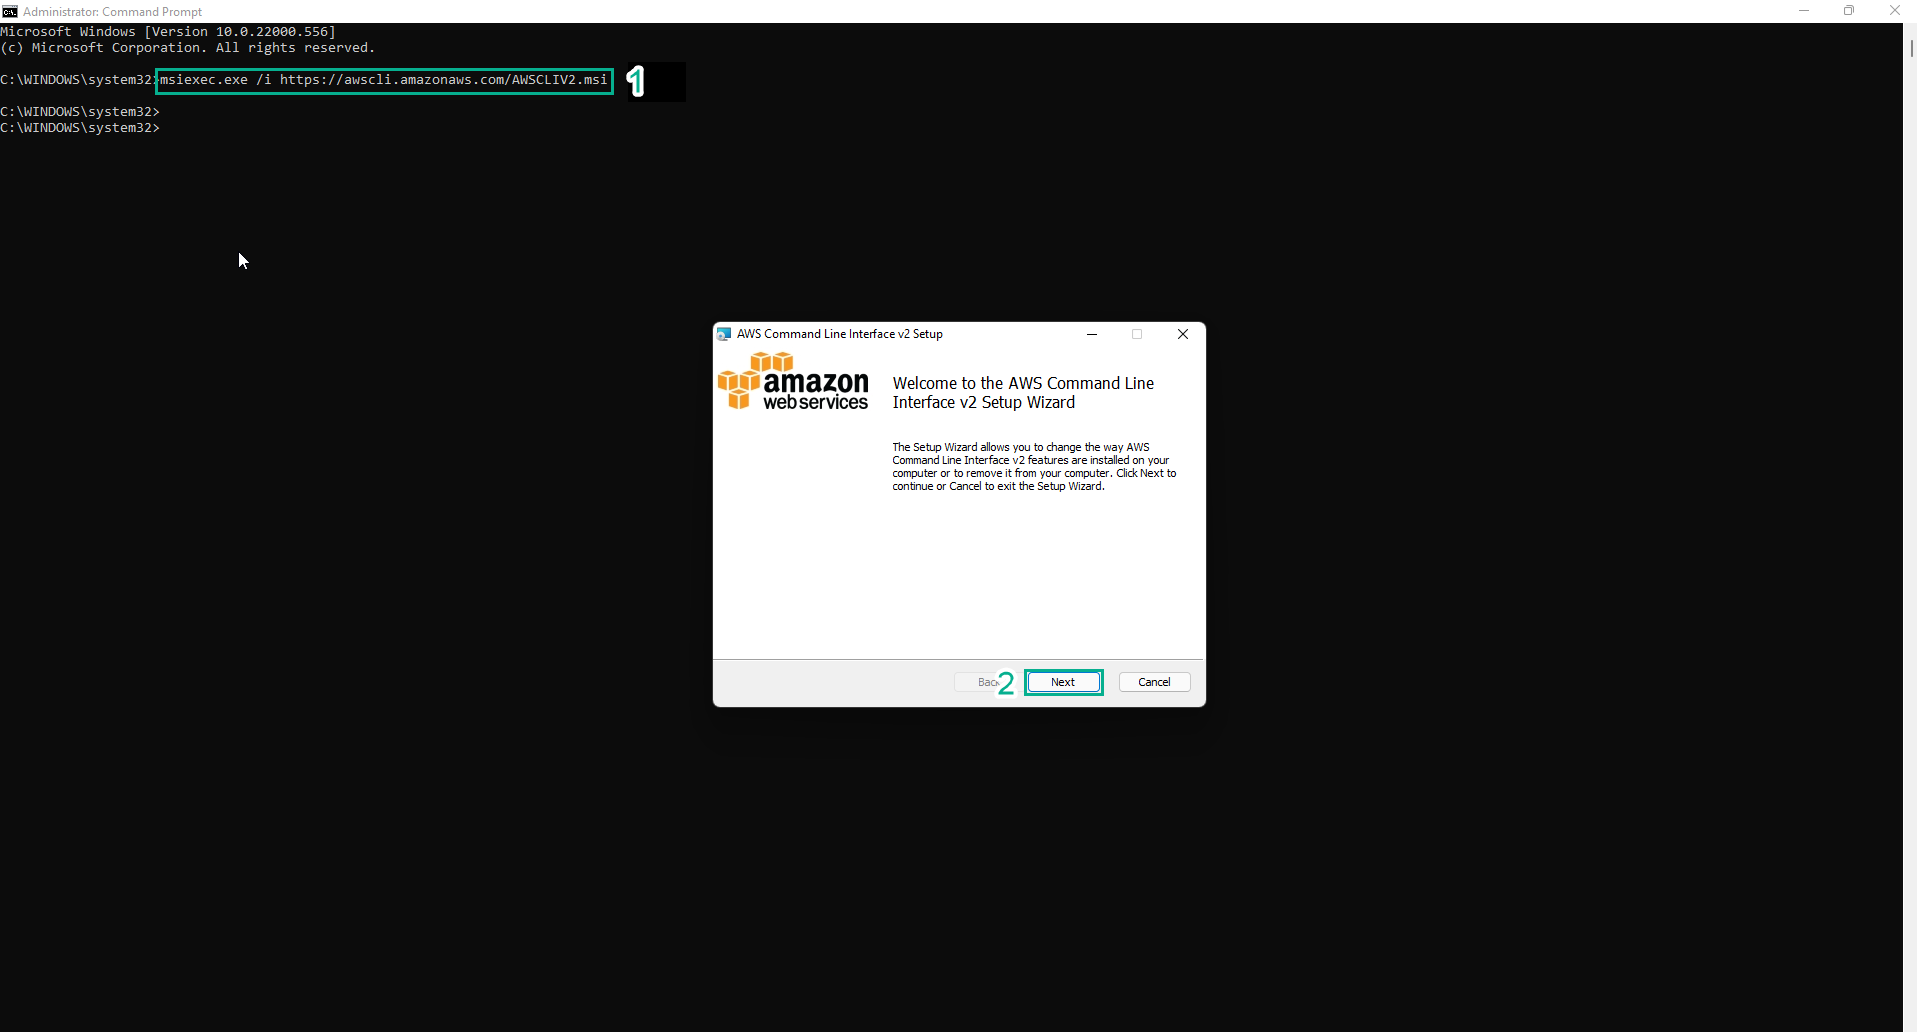 Administrator: Command Prompt
Microsoft Windows [Version 10.0.22000.556]
(c) Microsoft Corporation. All rights reserved.
C:\WINDOWS\system32>msiexec.exe /i https://awscli.amazonaws.com/AWSCLIV2.msi
1
C:\WINDOWS\system32>
C:\WINDOWS\system32>
AWS Command Line Interface v2 Setup
amazon
web services
Welcome to the AWS Command Line
Interface v2 Setup Wizard
The Setup Wizard allows you to change the way AWS
Command Line Interface v2 features are installed on your
computer or to remove it from your computer. Click Next to
continue or Cancel to exit the Setup Wizard.
Back
2
Next
Cancel